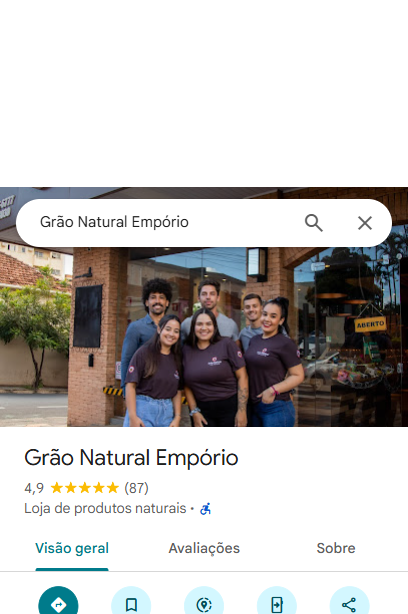 Grão Natural Empório
ABERTO
Grão Natural Empório
4,9 (87)
Loja de produtos naturais ·
Visão geral
Avaliações
Sobre